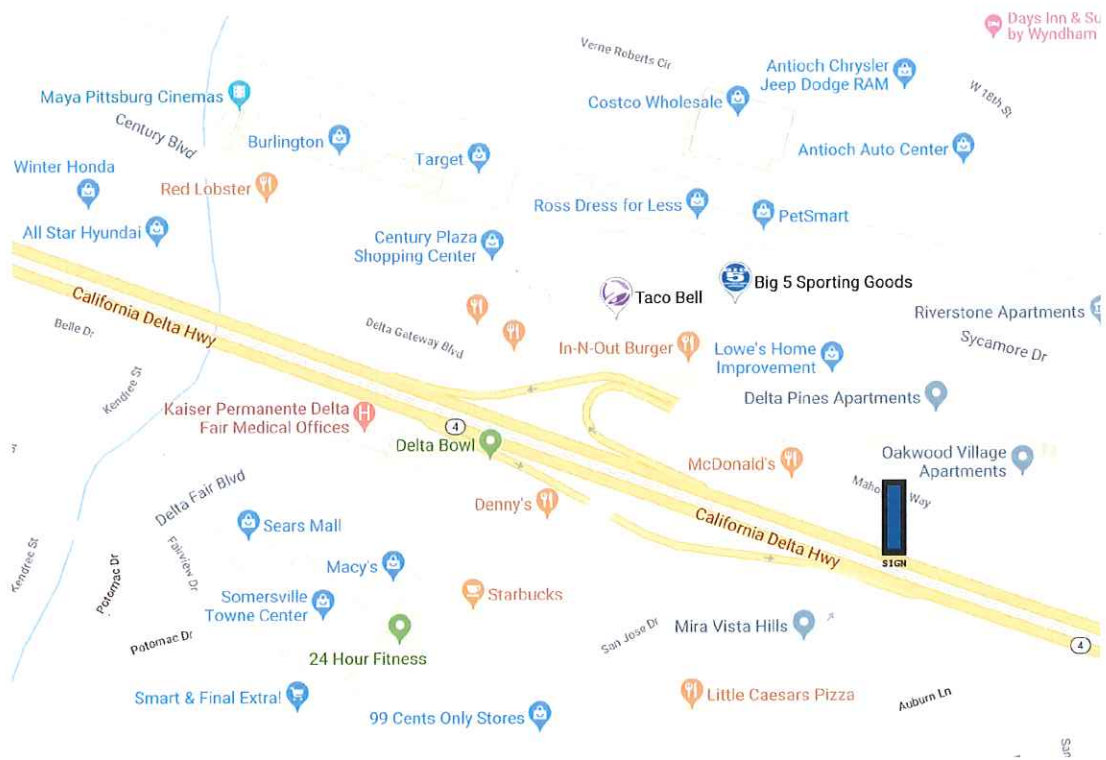 Days Inn & Su
by Wyndham
Verne Roberts Cir
Antioch Chrysler
Jeep Dodge RAM
W 18th St
Maya Pittsburg Cinemas
Costco Wholesale
Century Blvd
Burlington
Target
Antioch Auto Center
Winter Honda
Red Lobster
Ross Dress for Less
PetSmart
All Star Hyundai
Century Plaza
Shopping Center
5
Big 5 Sporting Goods
Taco Bell
Riverstone Apartments
California Delta Hwy
Belle Dr
Delta Gateway Blvd
In-N-Out Burger
Lowe's Home
Improvement
Sycamore Dr
Kendree St
Delta Pines Apartments
Kaiser Permanente Delta
Fair Medical Offices
H
4
Delta Bowl
McDonald's
Oakwood Village
Apartments
Delta Fair Blvd
Denny's
Maho
Way
Sears Mall
California Delta Hwy
SIGN
Kendree St
Potomac Dr
Fairview Dr
Macy's
Somersville
Towne Center
Starbucks
San Jose Dr
Mira Vista Hills
Potomac Dr
24 Hour Fitness
4
Smart & Final Extra!
99 Cents Only Stores
Little Caesars Pizza
Auburn Ln
San